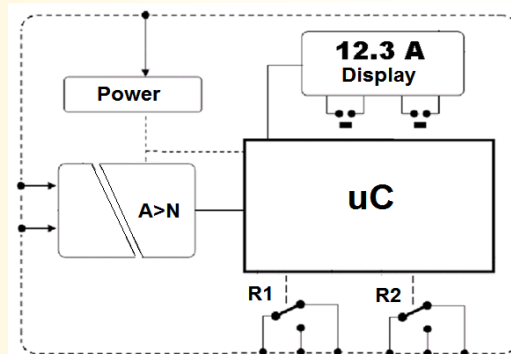 12.3 A
Display
Power
A>N
uC
R1
R2